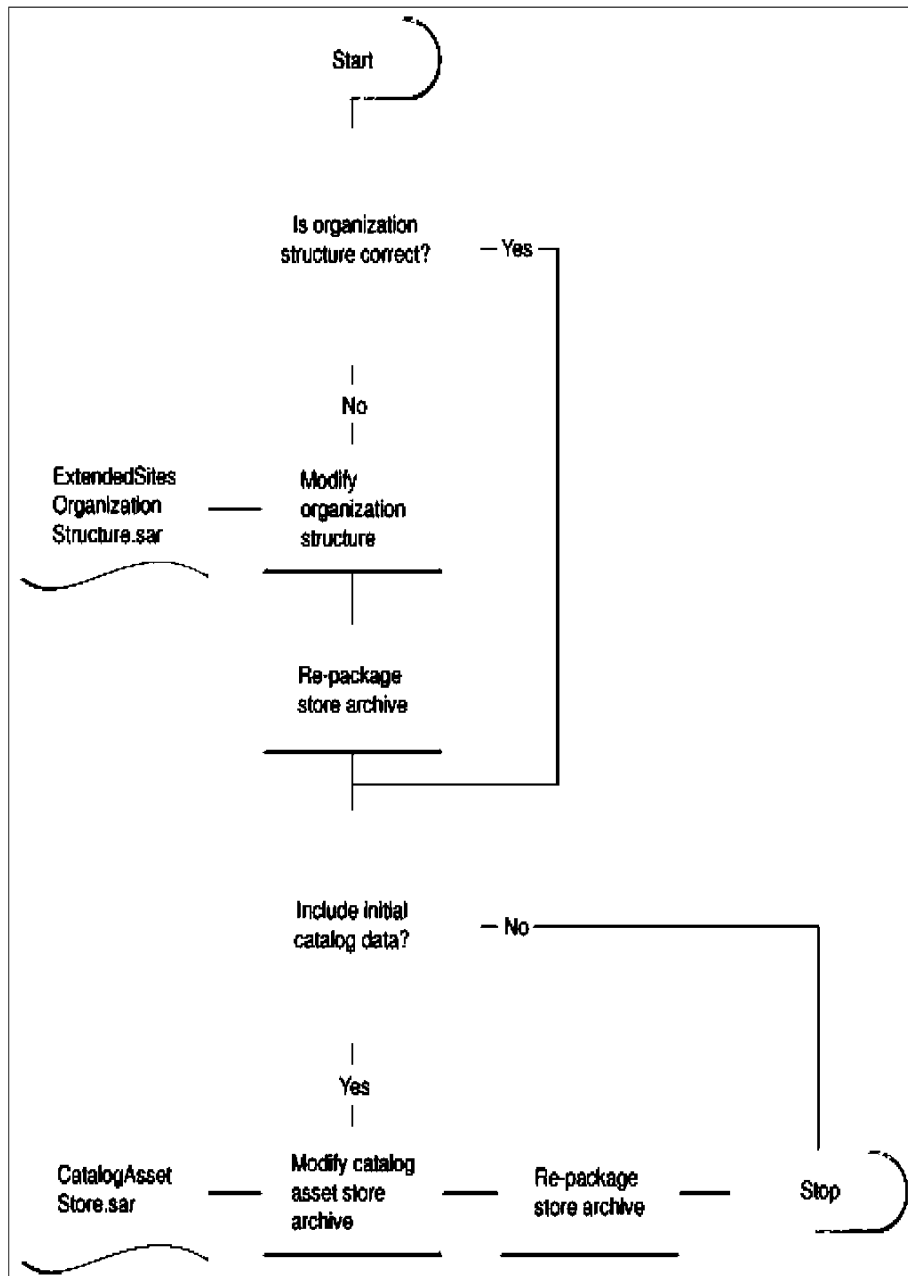 Start
Is organization
structure correct?
Yes
No
ExtendedSites
Organization
Structure.sar
Modify
organization
structure
Re-package
store archive
Include initial
catalog data?
No
Yes
CatalogAsset
Store.sar
Modify catalog
asset store
archive
Re-package
store archive
Stop